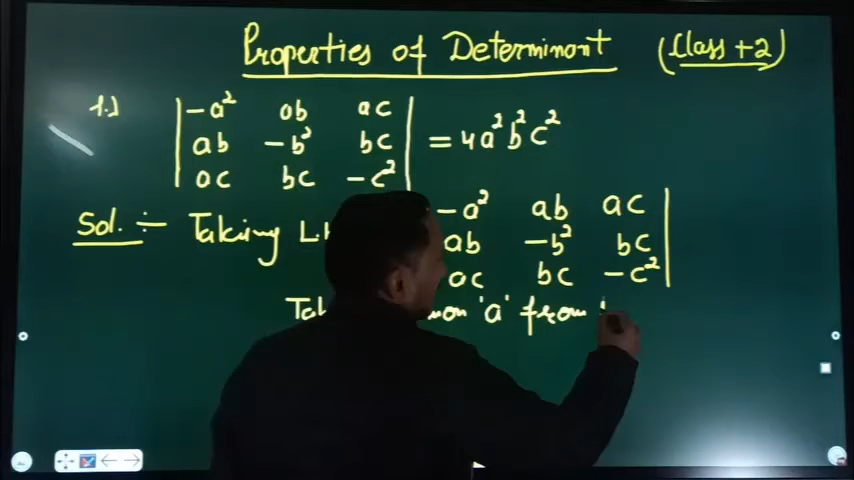 Properties of Determinant (Class +2)
1.) | -a² ab ac |
| ab -b² bc | = 4a²b²c²
| ac bc -c² |
Sol. :- Taking
-a² ab ac |
ab -b² bc |
ac bc -c² |
'a' from